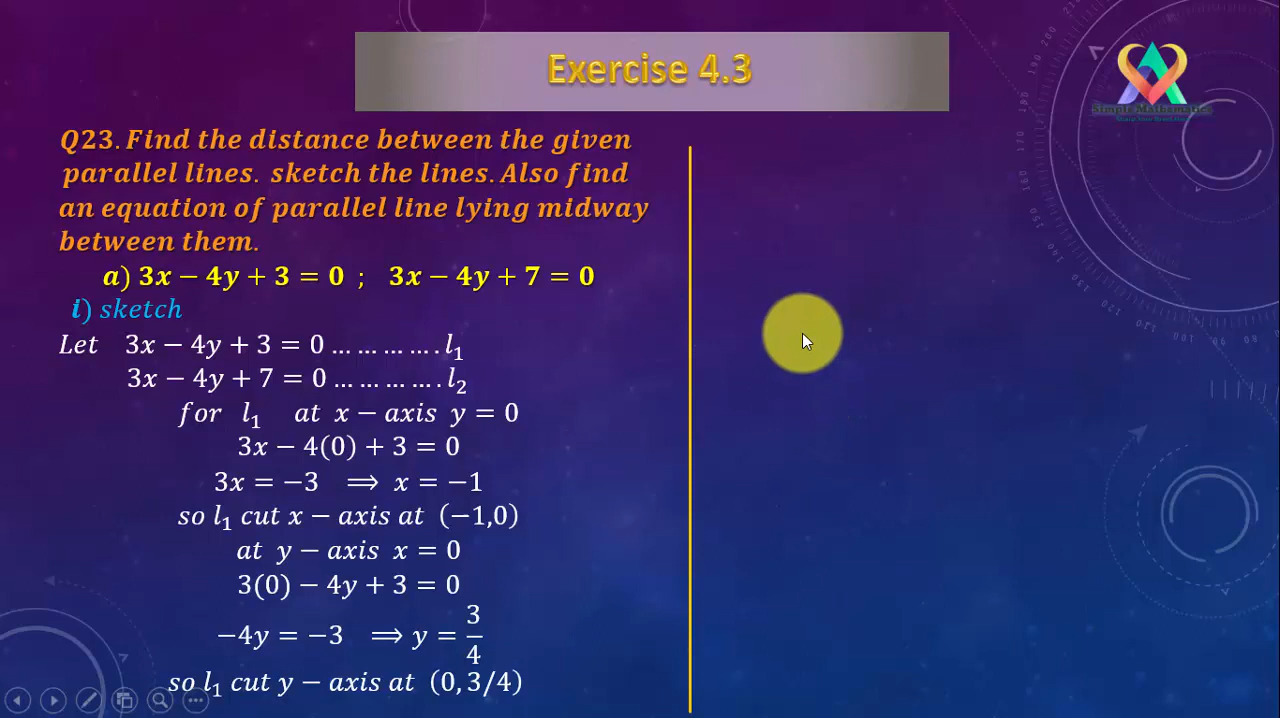 Exercise 4.3
Simple Mathematics
Q23. Find the distance between the given
parallel lines. sketch the lines. Also find
an equation of parallel line lying midway
between them.
a) 3x − 4y + 3 = 0 ; 3x − 4y + 7 = 0
i) sketch
Let 3x − 4y + 3 = 0 … … … … . l₁
3x − 4y + 7 = 0 … … … … . l₂
for l₁ at x − axis y = 0
3x − 4(0) + 3 = 0
3x = −3 ⟹ x = −1
so l₁ cut x − axis at (−1,0)
at y − axis x = 0
3(0) − 4y + 3 = 0
−4y = −3 ⟹ y = 3/4
so l₁ cut y − axis at (0, 3/4)